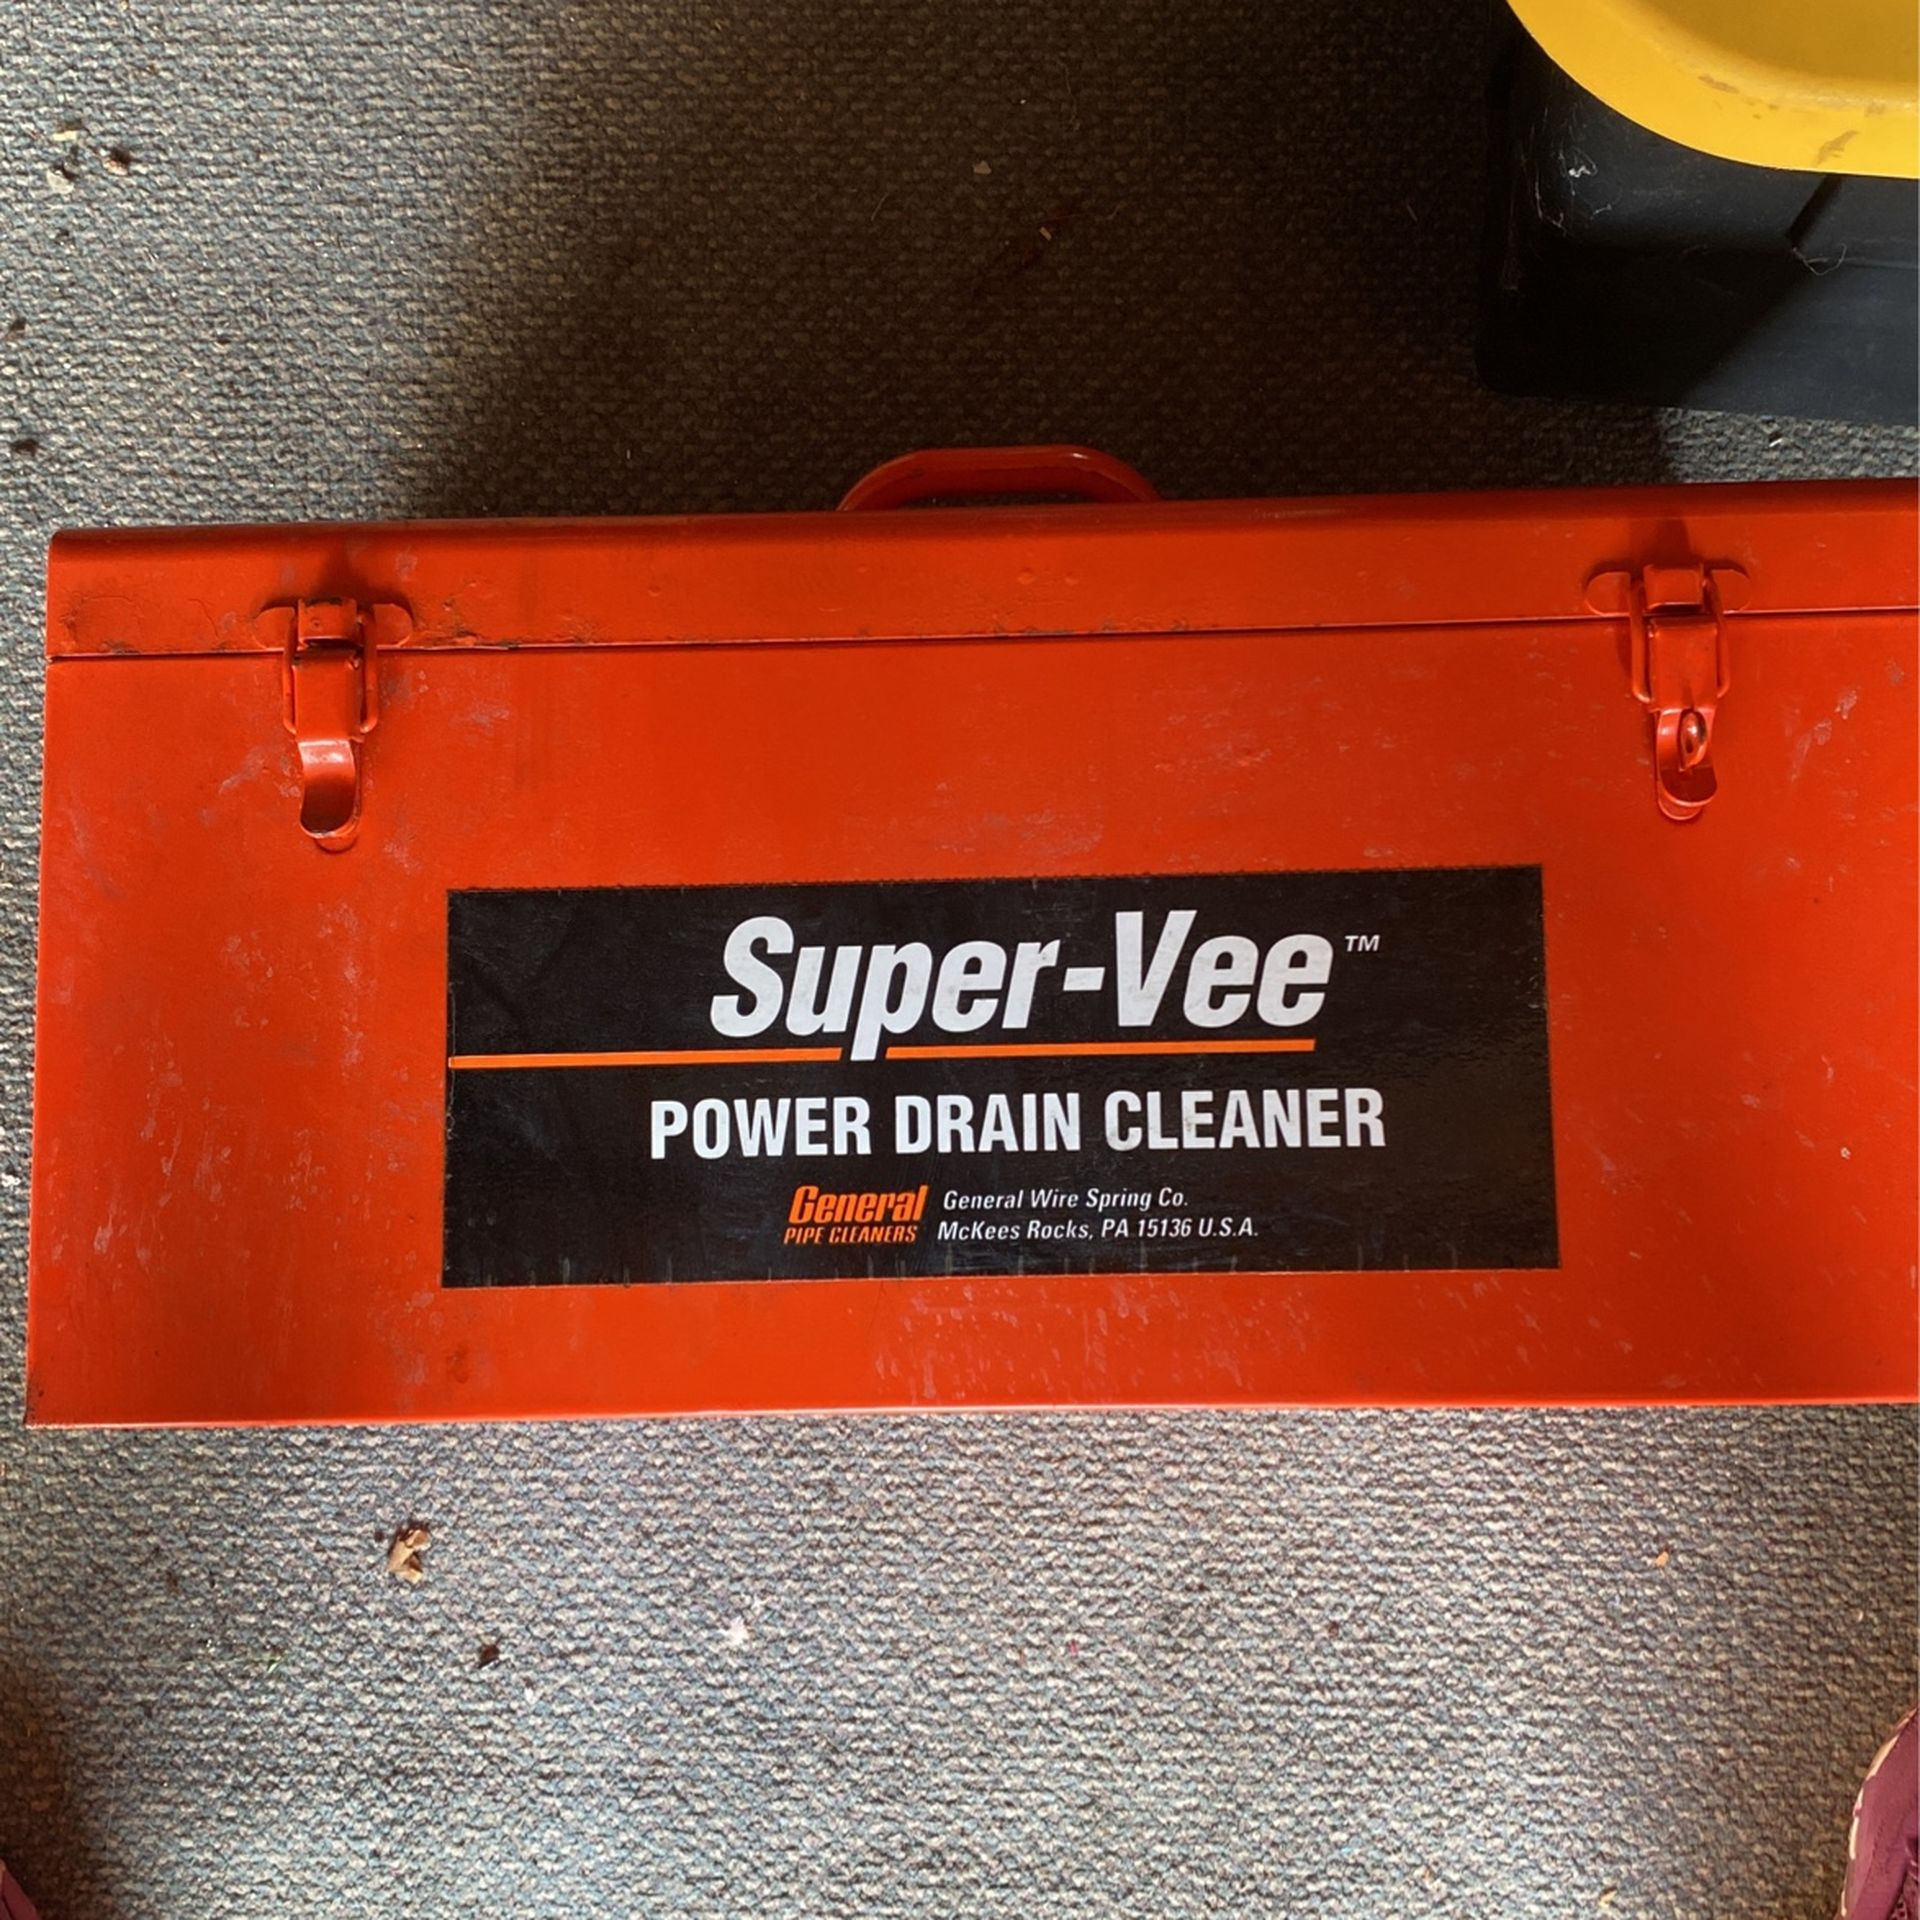 Super-Vee™
POWER DRAIN CLEANER
General General Wire Spring Co.
PIPE CLEANERS McKees Rocks, PA 15136 U.S.A.